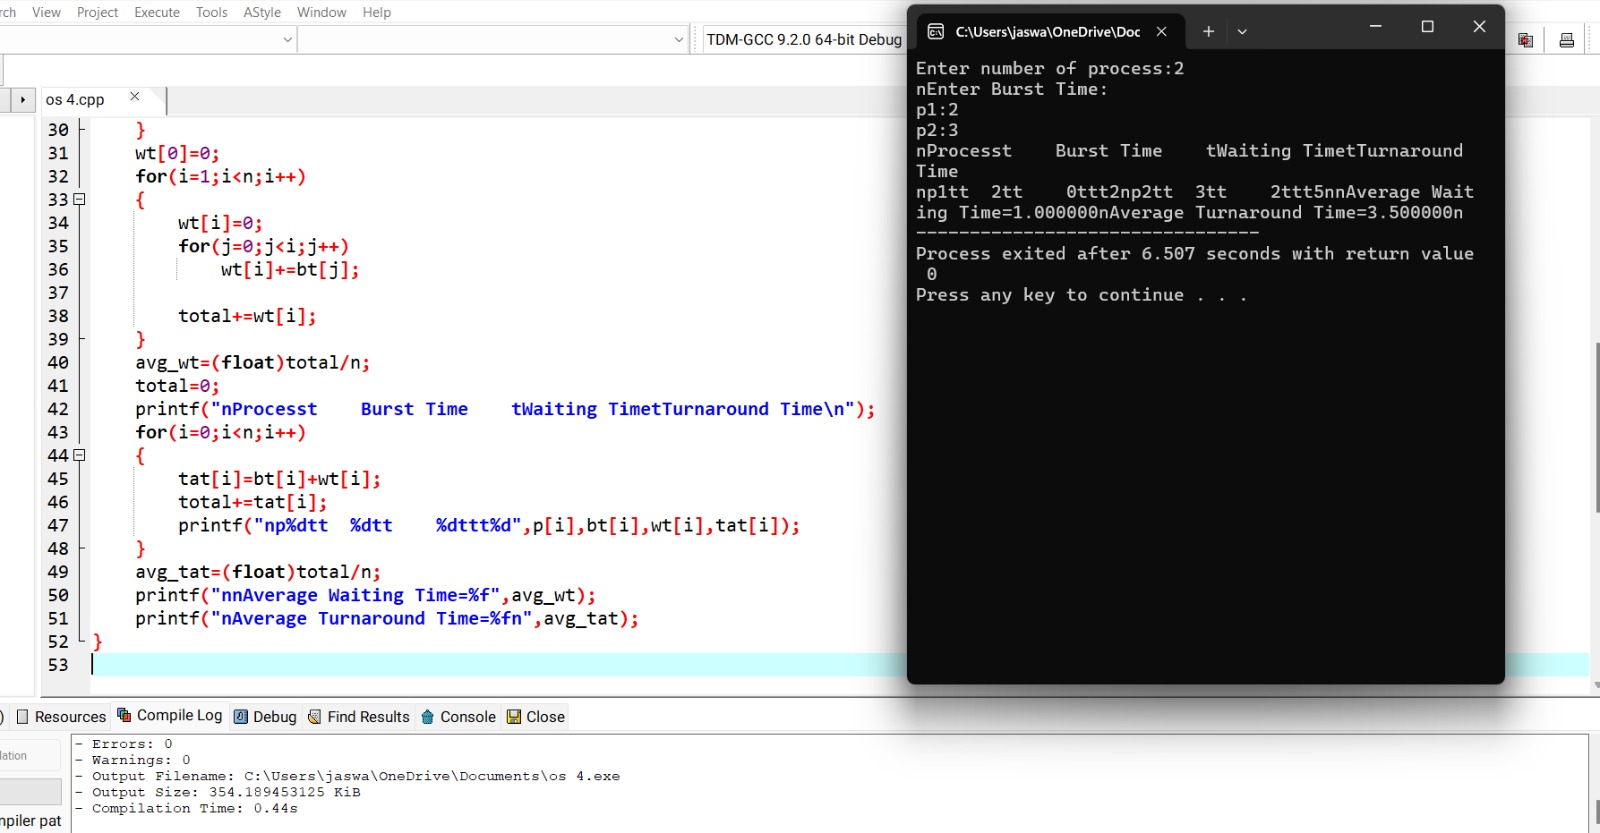 rch View Project Execute Tools AStyle Window Help
TDM-GCC 9.2.0 64-bit Debug
os 4.cpp
30 }
31 wt[0]=0;
32 for(i=1;i<n;i++)
33 {
34 wt[i]=0;
35 for(j=0;j<i;j++)
36 wt[i]+=bt[j];
37
38 total+=wt[i];
39 }
40 avg_wt=(float)total/n;
41 total=0;
42 printf("nProcesst    Burst Time    tWaiting TimetTurnaround Time\n");
43 for(i=0;i<n;i++)
44 {
45 tat[i]=bt[i]+wt[i];
46 total+=tat[i];
47 printf("np%dtt  %dtt    %dttt%d",p[i],bt[i],wt[i],tat[i]);
48 }
49 avg_tat=(float)total/n;
50 printf("nnAverage Waiting Time=%f",avg_wt);
51 printf("nAverage Turnaround Time=%fn",avg_tat);
52 }
53
C:\Users\jaswa\OneDrive\Doc
Enter number of process:2
nEnter Burst Time:
p1:2
p2:3
nProcesst    Burst Time    tWaiting TimetTurnaround
Time
np1tt  2tt    0ttt2np2tt  3tt    2ttt5nnAverage Wait
ing Time=1.000000nAverage Turnaround Time=3.500000n
--------------------------------
Process exited after 6.507 seconds with return value
0
Press any key to continue . . .
) Resources Compile Log Debug Find Results Console Close
lation
npiler pat
- Errors: 0
- Warnings: 0
- Output Filename: C:\Users\jaswa\OneDrive\Documents\os 4.exe
- Output Size: 354.189453125 KiB
- Compilation Time: 0.44s